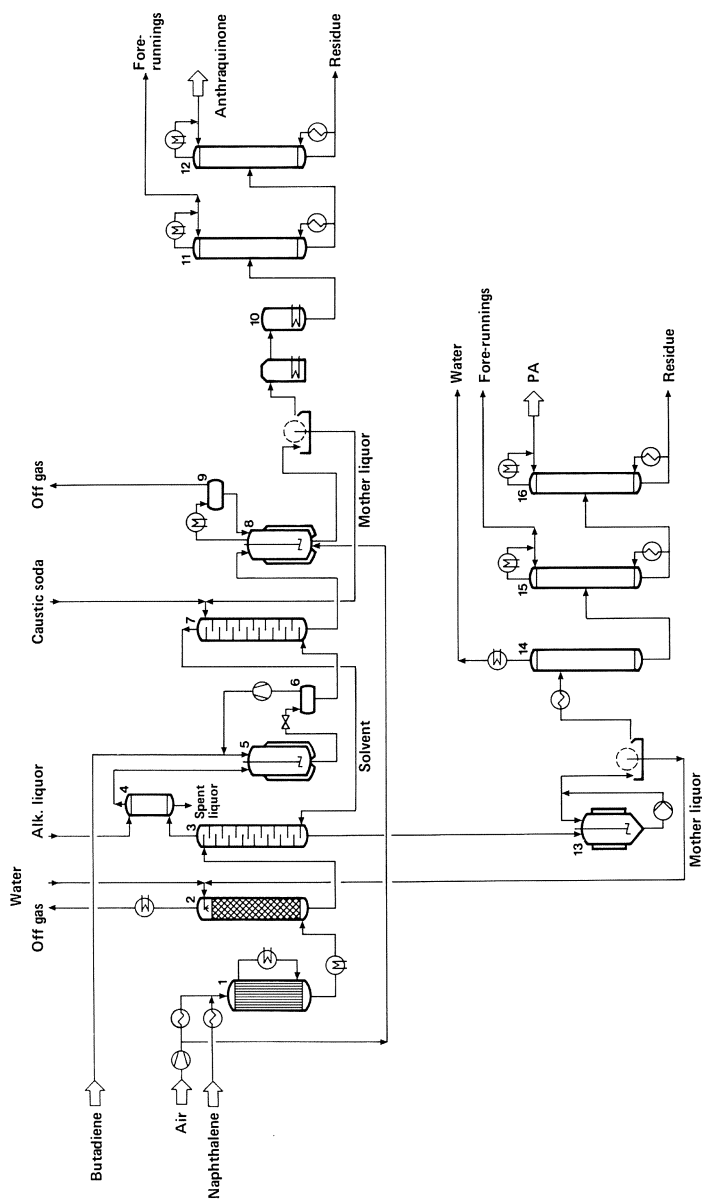 Butadiene
Air
Naphthalene
Off gas
Water
Alk. liquor
Caustic soda
Off gas
Fore-
runnings
Anthraquinone
Residue
1
2
3
4
Spent
liquor
5
6
7
8
9
10
11
12
Solvent
Mother liquor
13
Mother liquor
14
15
16
Water
Fore-runnings
PA
Residue